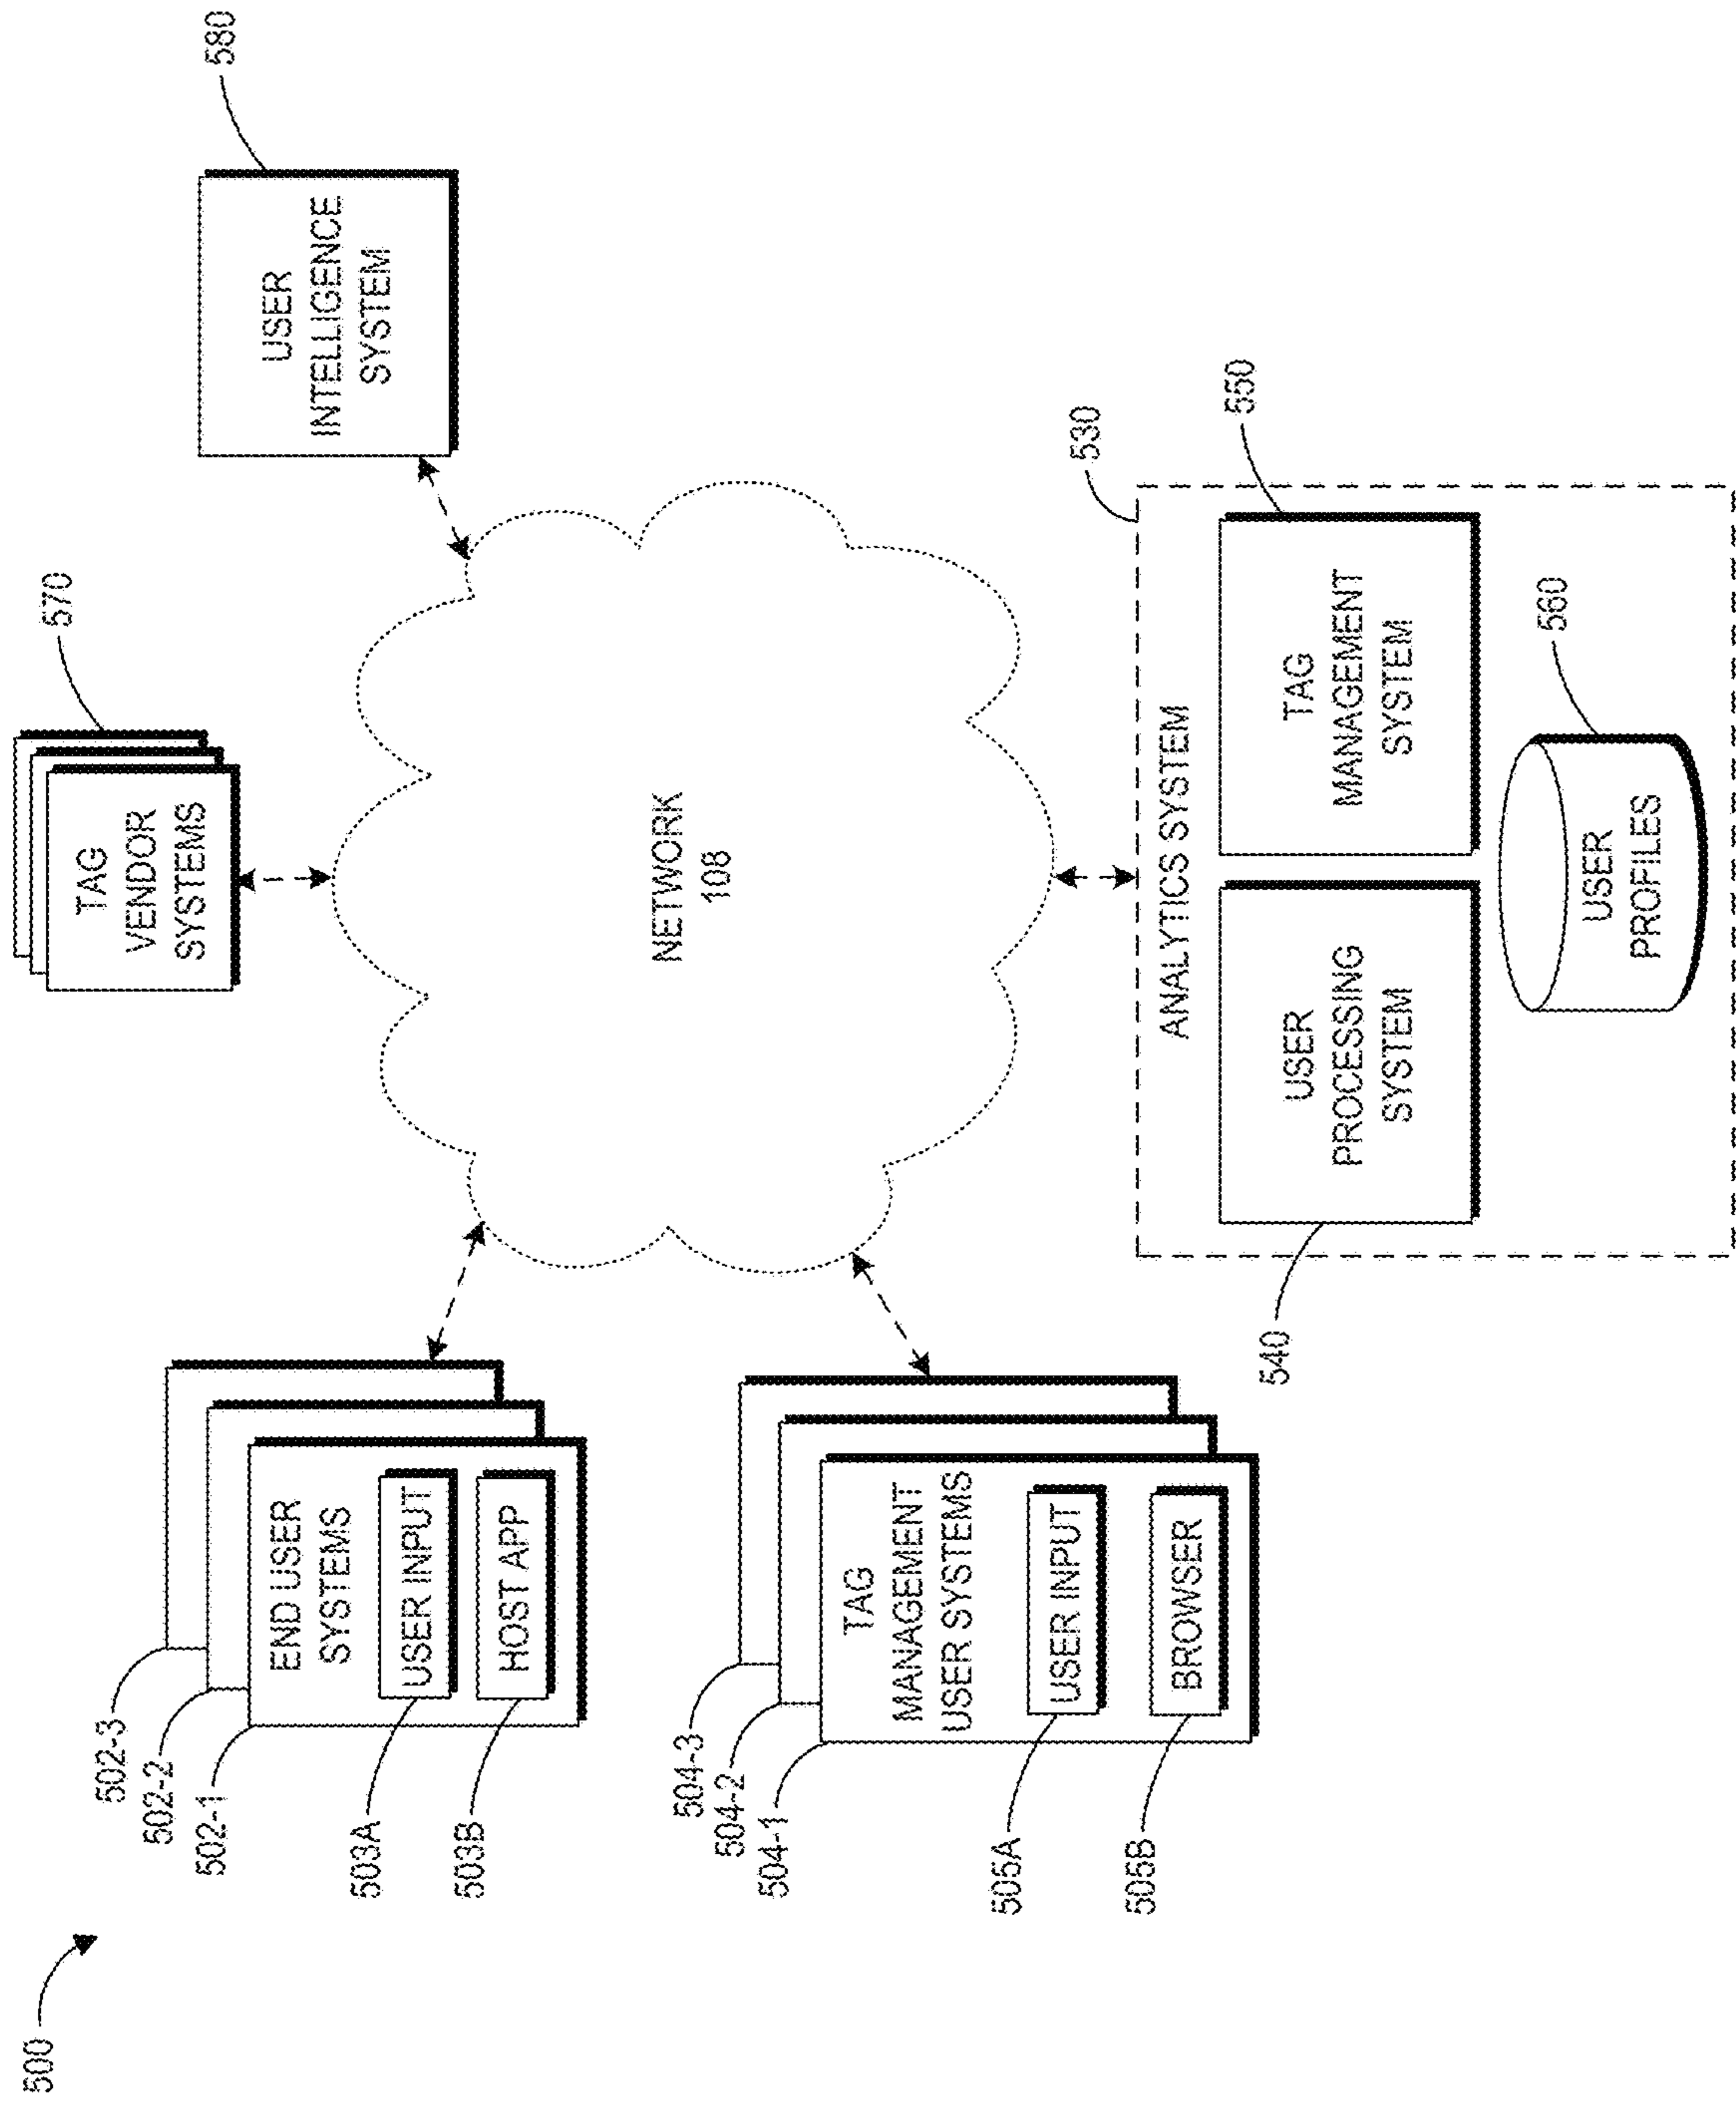 500
502-3
502-2
502-1
END USER
SYSTEMS
USER INPUT
HOST APP
503A
503B
504-3
504-2
504-1
TAG
MANAGEMENT
USER SYSTEMS
USER INPUT
BROWSER
505A
505B
TAG
VENDOR
SYSTEMS
570
NETWORK
108
USER
INTELLIGENCE
SYSTEM
580
530
ANALYTICS SYSTEM
USER
PROCESSING
SYSTEM
540
TAG
MANAGEMENT
SYSTEM
550
USER
PROFILES
560